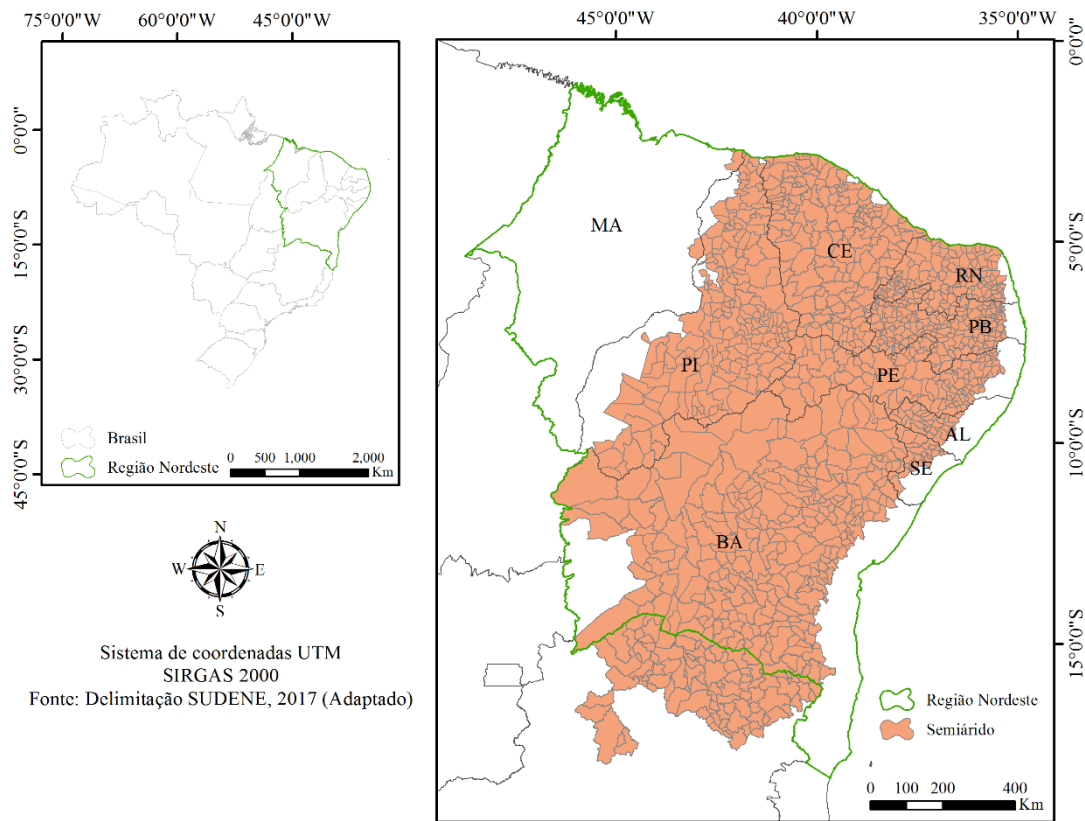 75°0'0"W 60°0'0"W 45°0'0"W
0°0'0"
15°0'0"S
30°0'0"S
45°0'0"S
Brasil
Região Nordeste
0 500 1,000 2,000
Km
N
W E
S
Sistema de coordenadas UTM
SIRGAS 2000
Fonte: Delimitação SUDENE, 2017 (Adaptado)
45°0'0"W 40°0'0"W 35°0'0"W
0°0'0"
5°0'0"S
10°0'0"S
15°0'0"S
MA
CE
RN
PB
PI
PE
AL
SE
BA
Região Nordeste
Semiárido
0 100 200 400
Km